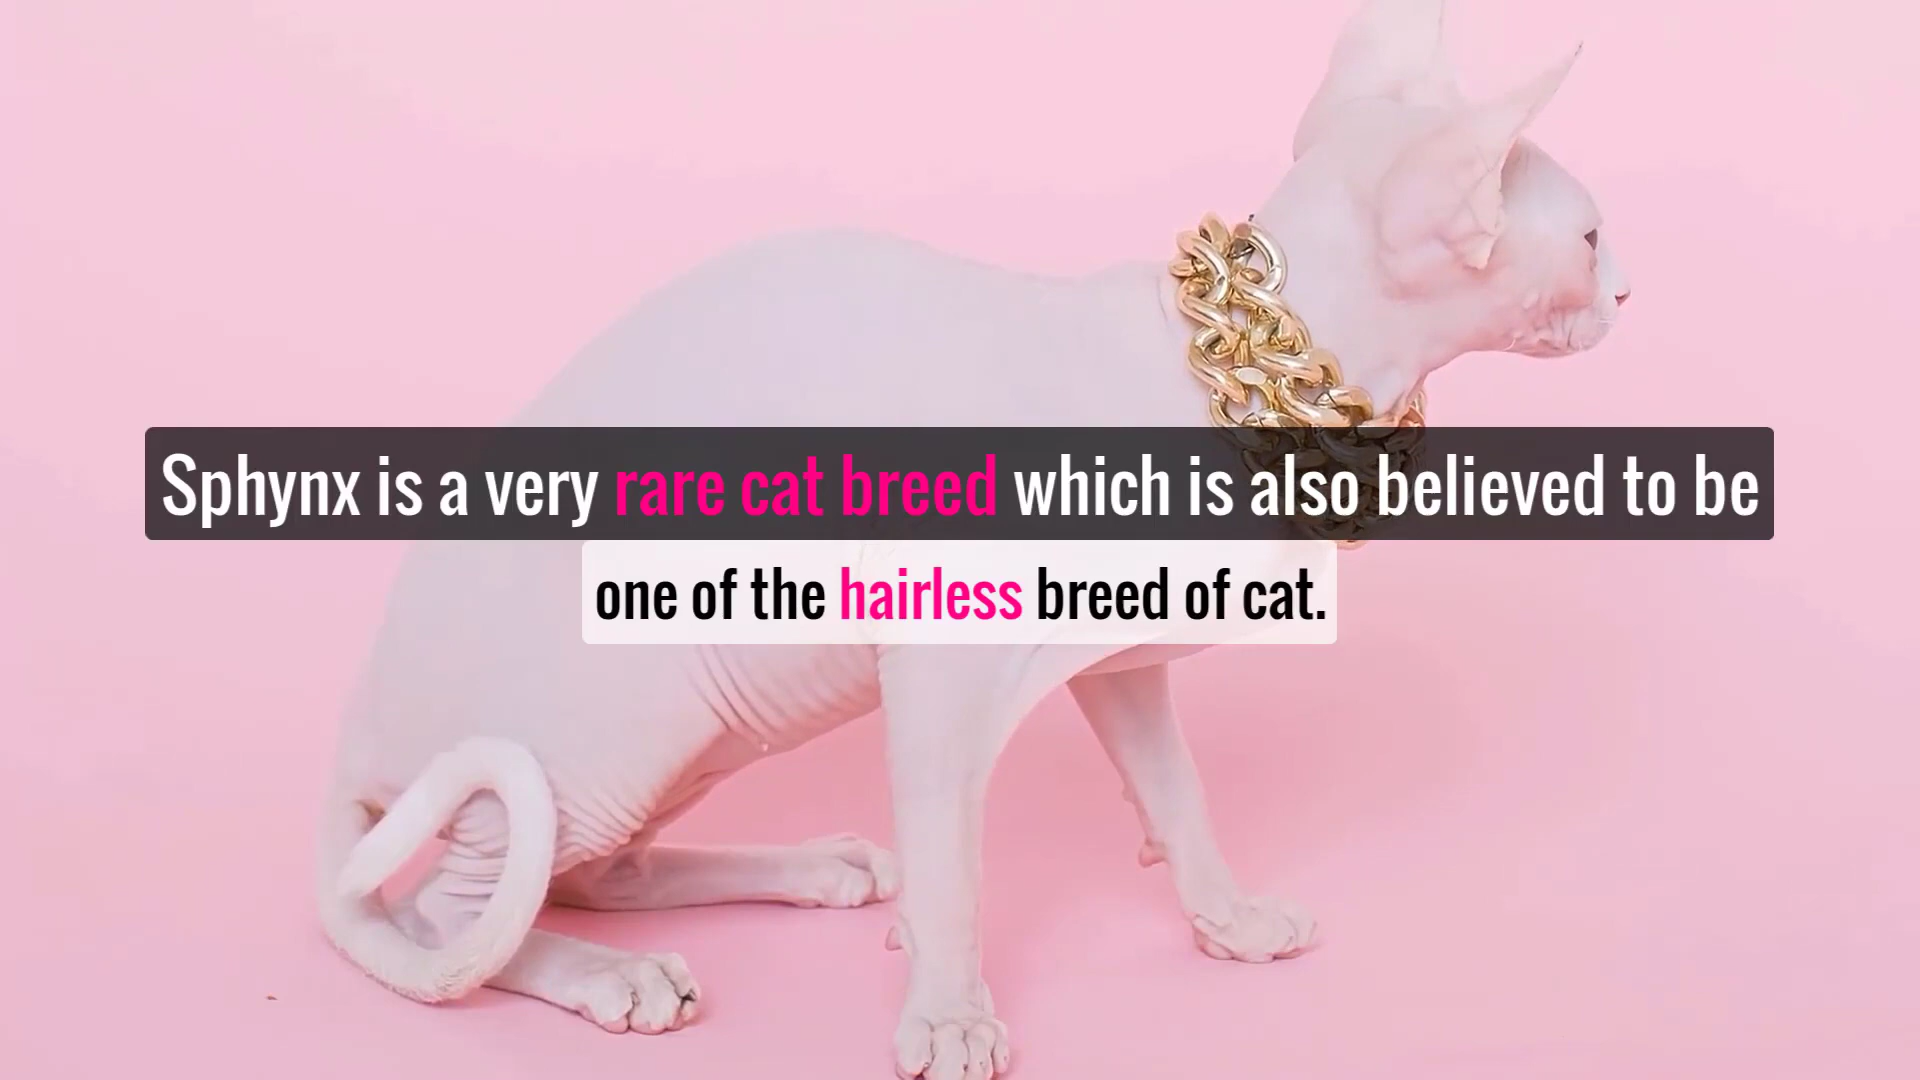 Sphynx is a very rare cat breed which is also believed to be
one of the hairless breed of cat.